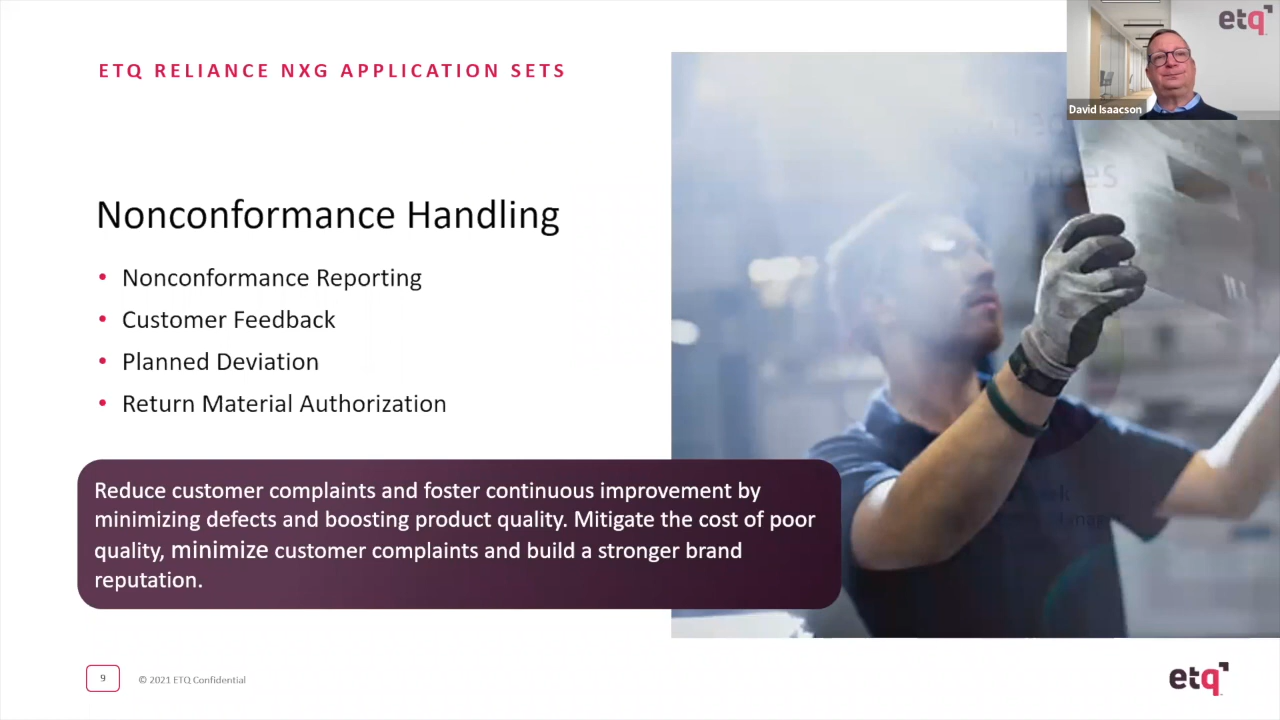 etq
David Isaacson
ETQ RELIANCE NXG APPLICATION SETS
Nonconformance Handling
• Nonconformance Reporting
• Customer Feedback
• Planned Deviation
• Return Material Authorization
Reduce customer complaints and foster continuous improvement by
minimizing defects and boosting product quality. Mitigate the cost of poor
quality, minimize customer complaints and build a stronger brand
reputation.
9
© 2021 ETQ Confidential
etq